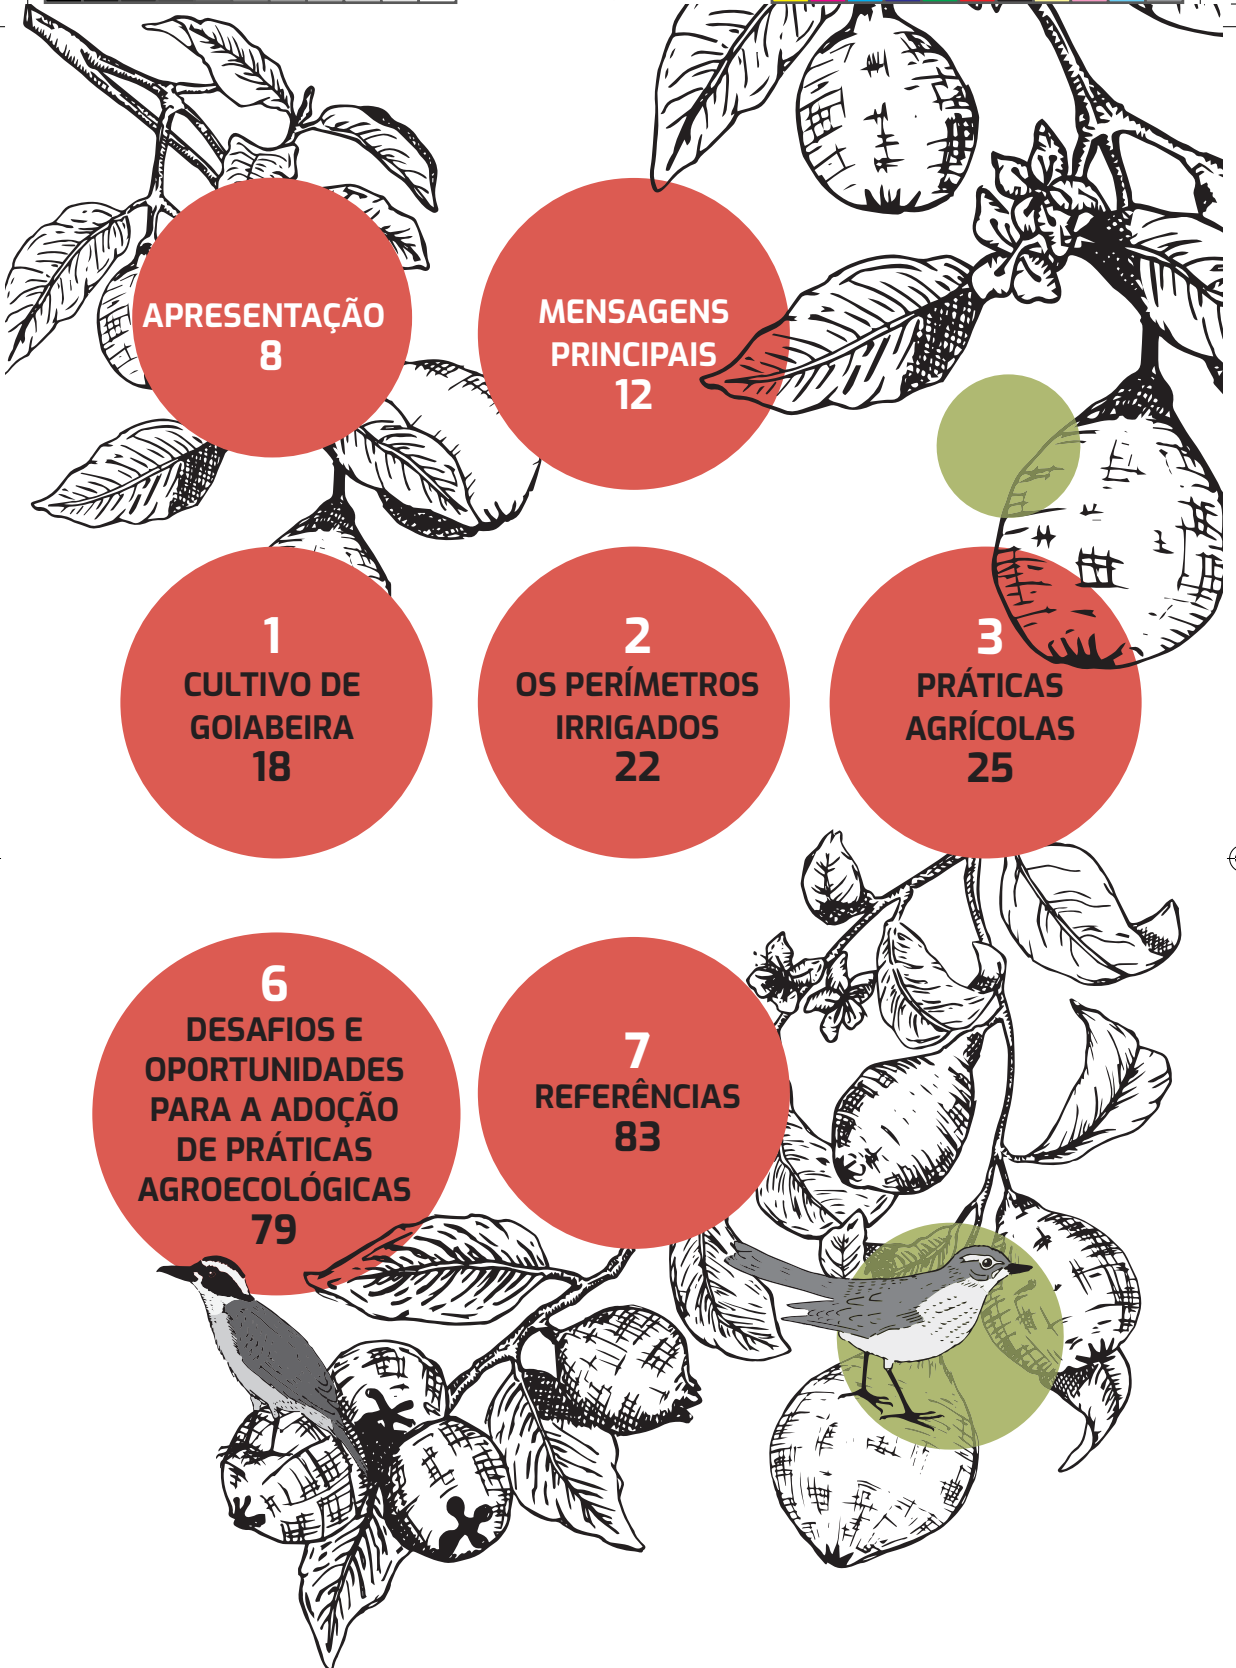 APRESENTAÇÃO
8
MENSAGENS
PRINCIPAIS
12
1
CULTIVO DE
GOIABEIRA
18
2
OS PERÍMETROS
IRRIGADOS
22
3
PRÁTICAS
AGRÍCOLAS
25
6
DESAFIOS E
OPORTUNIDADES
PARA A ADOÇÃO
DE PRÁTICAS
AGROECOLÓGICAS
79
7
REFERÊNCIAS
83